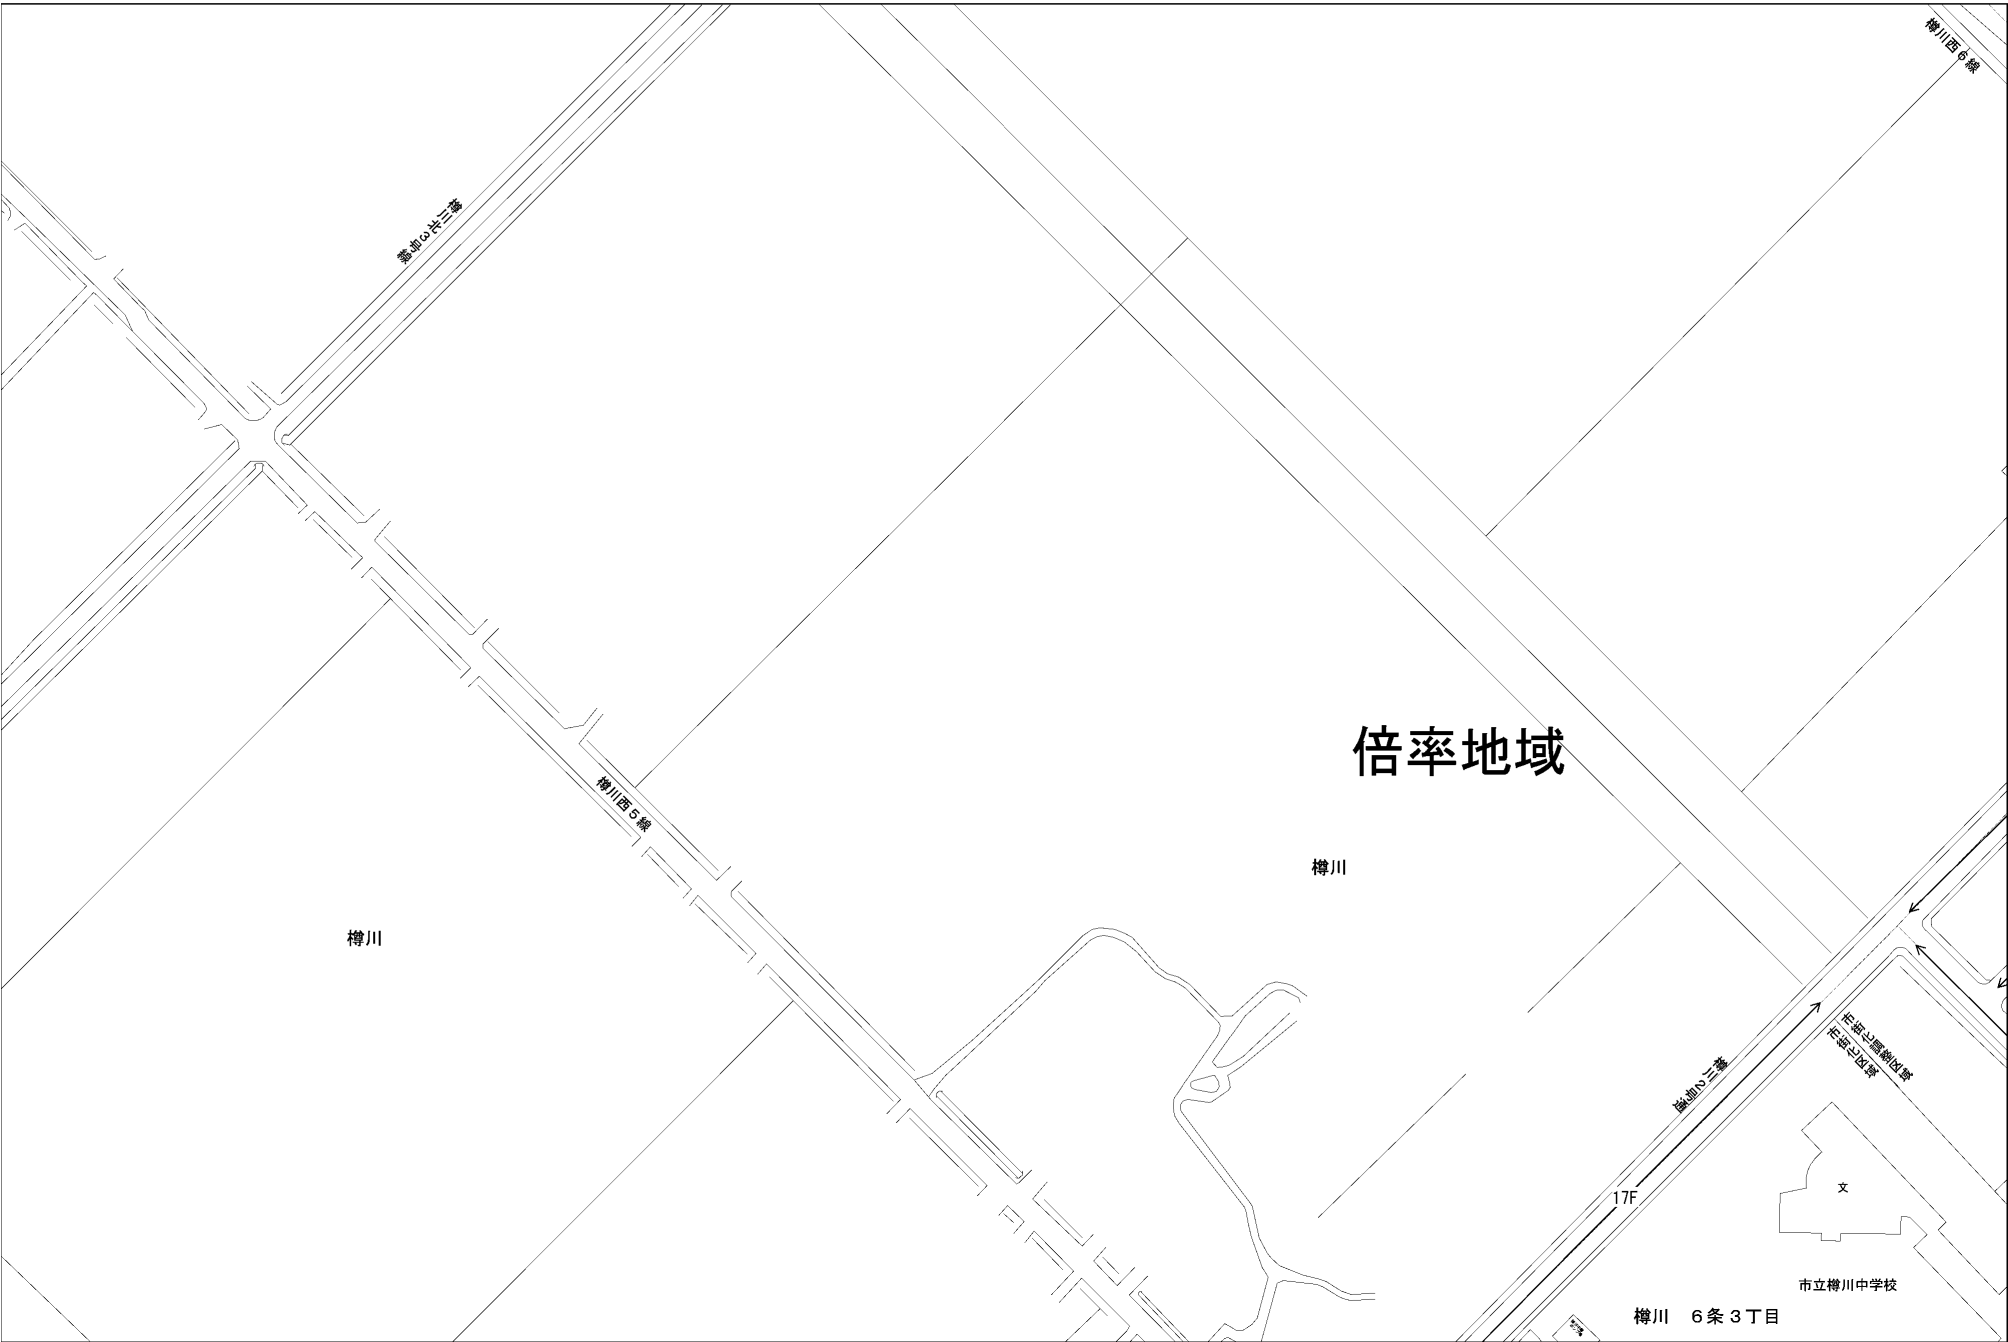 樽川西６線
樽川北３号線
倍率地域
樽川西５線
樽川
樽川
市街化調整区域
市街化区域
樽川２号通
17F
文
市立樽川中学校
樽川　６条３丁目